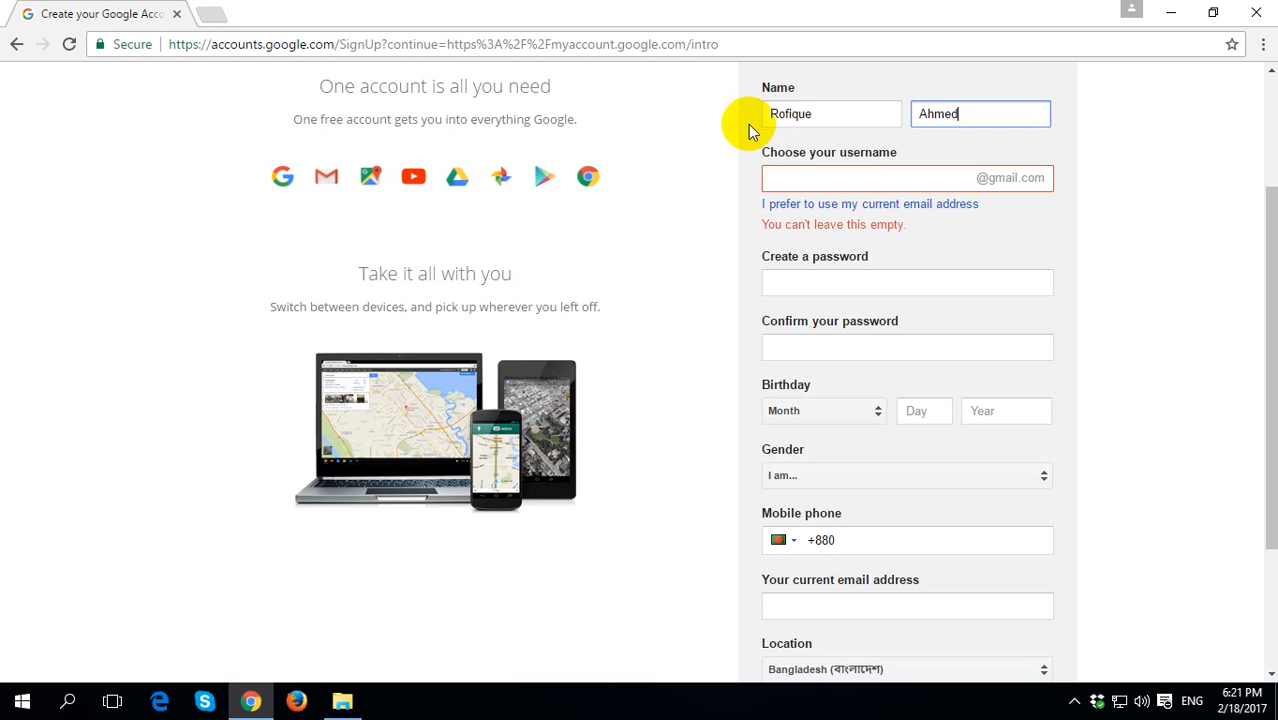 Create your Google Acco
Secure
https://accounts.google.com/SignUp?continue=https%3A%2F%2Fmyaccount.google.com/intro
One account is all you need
One free account gets you into everything Google.
Take it all with you
Switch between devices, and pick up wherever you left off.
Name
Rofique Ahmed
Choose your username
@gmail.com
I prefer to use my current email address
You can't leave this empty.
Create a password
Confirm your password
Birthday
Month Day Year
Gender
I am...
Mobile phone
+880
Your current email address
Location
Bangladesh (বাংলাদেশ)
ENG
6:21 PM
2/18/2017